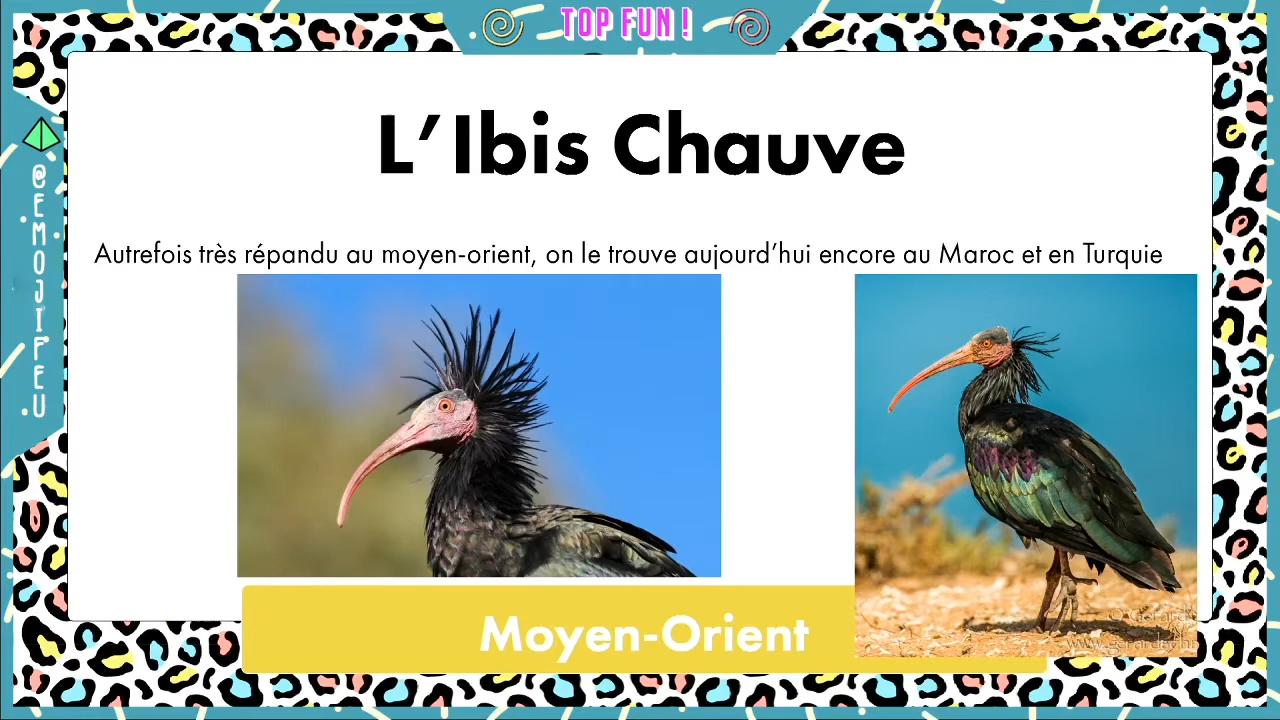 TOP FUN !
@EMOJIFEU
L’Ibis Chauve
Autrefois très répandu au moyen-orient, on le trouve aujourd’hui encore au Maroc et en Turquie
Moyen-Orient